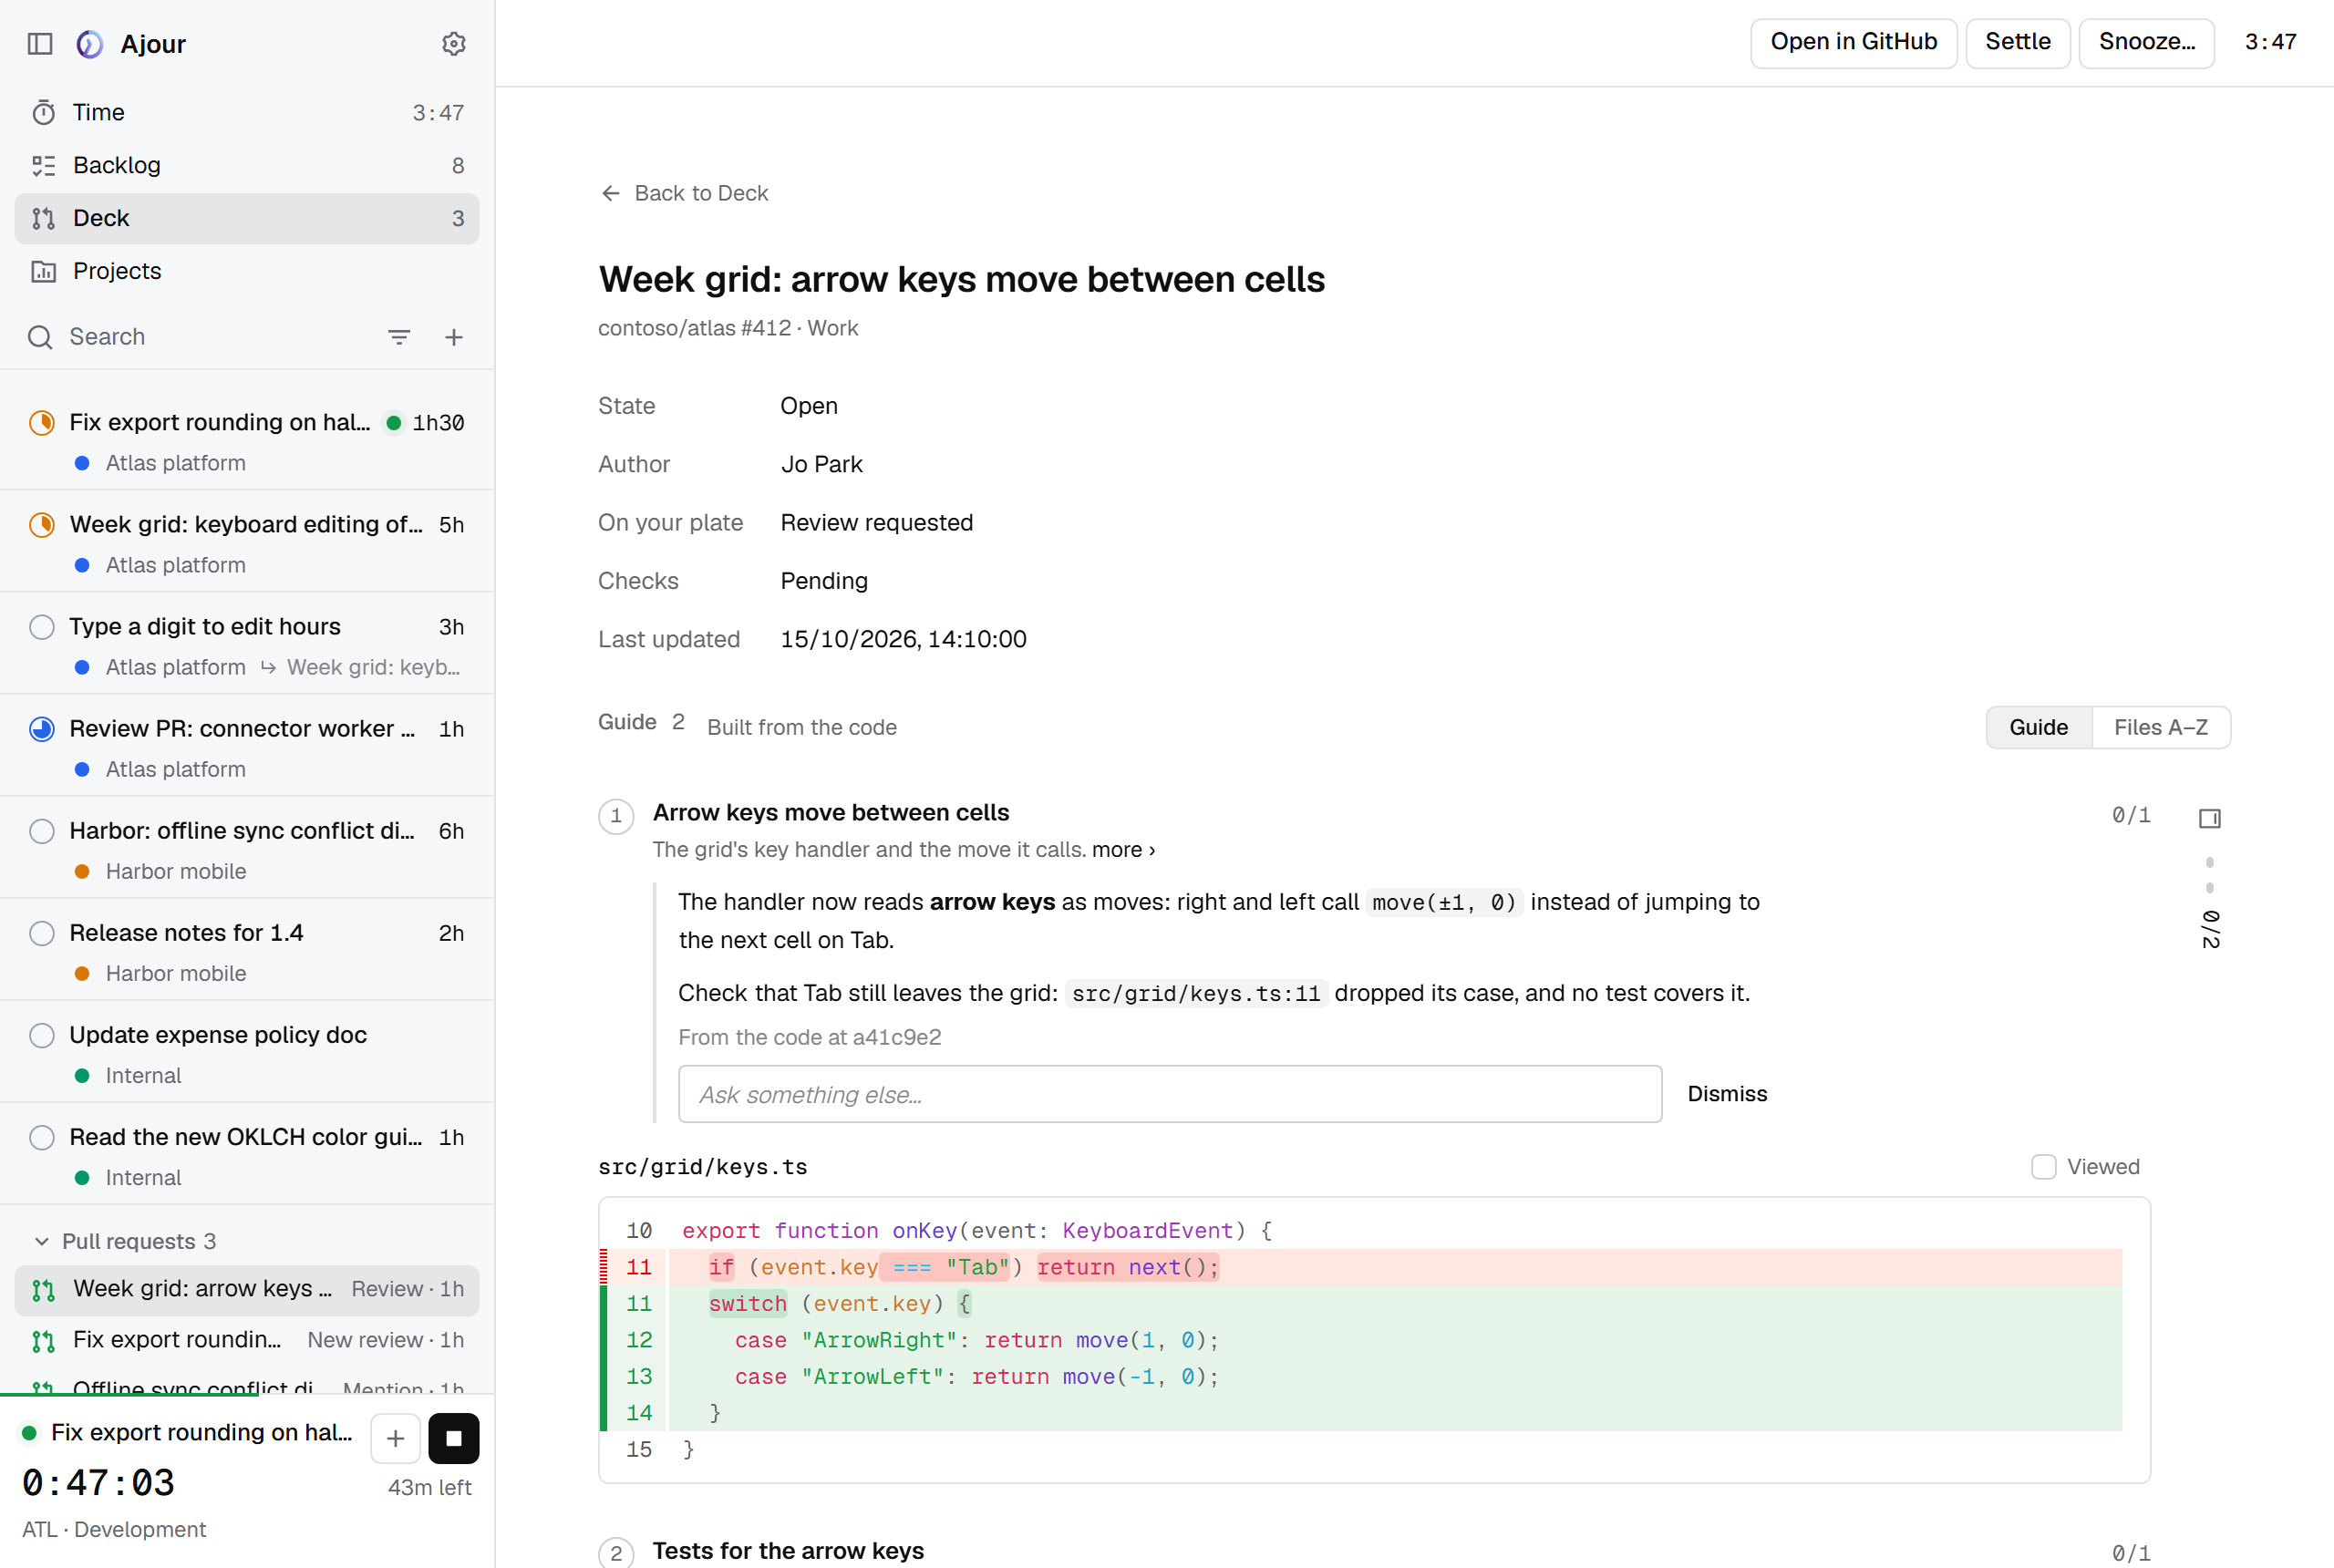 Ajour
Time 3:47
Backlog 8
Deck 3
Projects
Search
Fix export rounding on hal... 1h30
Atlas platform
Week grid: keyboard editing of... 5h
Atlas platform
Type a digit to edit hours 3h
Atlas platform ↳ Week grid: keyb...
Review PR: connector worker ... 1h
Atlas platform
Harbor: offline sync conflict di... 6h
Harbor mobile
Release notes for 1.4 2h
Harbor mobile
Update expense policy doc
Internal
Read the new OKLCH color gui... 1h
Internal
Pull requests 3
Week grid: arrow keys ... Review · 1h
Fix export roundin... New review · 1h
Offline sync conflict di... Mention · 1h
Fix export rounding on hal...
0:47:03
43m left
ATL · Development
Open in GitHub Settle Snooze... 3:47
← Back to Deck
Week grid: arrow keys move between cells
contoso/atlas #412 · Work
State Open
Author Jo Park
On your plate Review requested
Checks Pending
Last updated 15/10/2026, 14:10:00
Guide 2 Built from the code Guide Files A–Z
1 Arrow keys move between cells 0/1
The grid's key handler and the move it calls. more ›
0/2
The handler now reads arrow keys as moves: right and left call move(±1, 0) instead of jumping to
the next cell on Tab.
Check that Tab still leaves the grid: src/grid/keys.ts:11 dropped its case, and no test covers it.
From the code at a41c9e2
Ask something else... Dismiss
src/grid/keys.ts Viewed
10 export function onKey(event: KeyboardEvent) {
11 if (event.key === "Tab") return next();
11 switch (event.key) {
12 case "ArrowRight": return move(1, 0);
13 case "ArrowLeft": return move(-1, 0);
14 }
15 }
2 Tests for the arrow keys 0/1